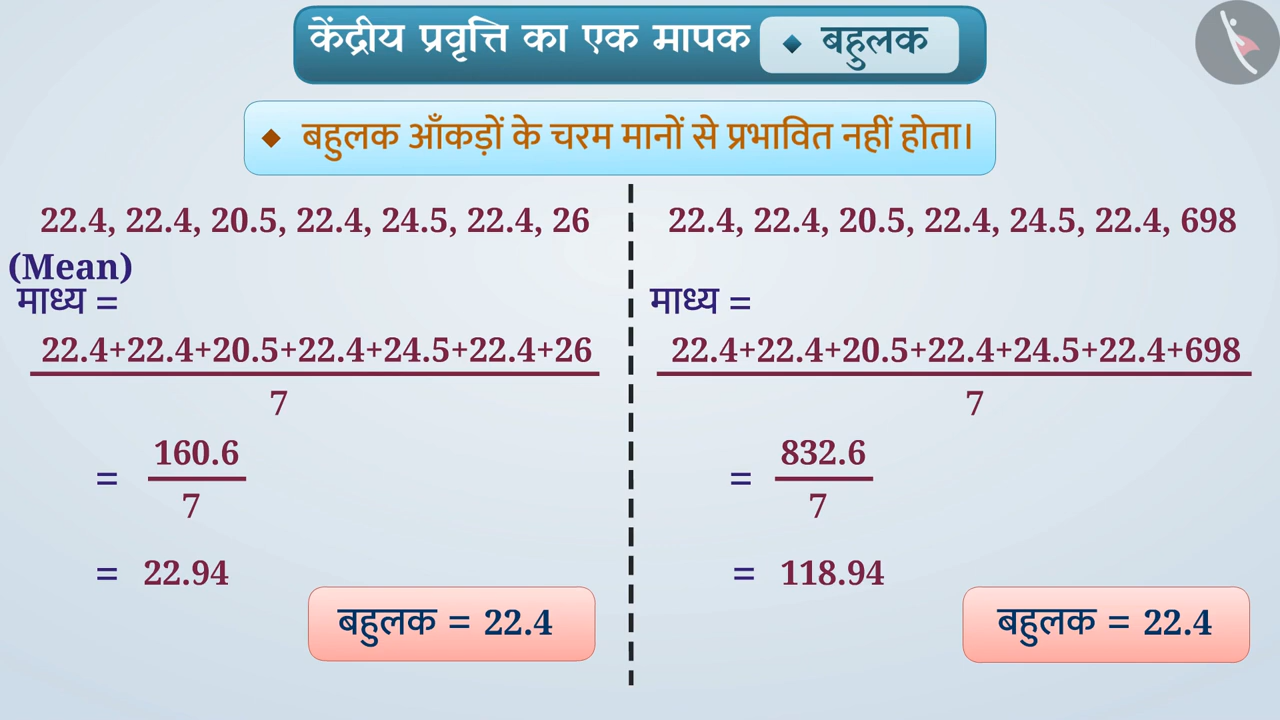 केंद्रीय प्रवृत्ति का एक मापक ◆ बहुलक
◆ बहुलक आँकड़ों के चरम मानों से प्रभावित नहीं होता।
22.4, 22.4, 20.5, 22.4, 24.5, 22.4, 26
(Mean)
माध्य =
22.4+22.4+20.5+22.4+24.5+22.4+26
7
= 160.6
7
= 22.94
बहुलक = 22.4
22.4, 22.4, 20.5, 22.4, 24.5, 22.4, 698
माध्य =
22.4+22.4+20.5+22.4+24.5+22.4+698
7
= 832.6
7
= 118.94
बहुलक = 22.4